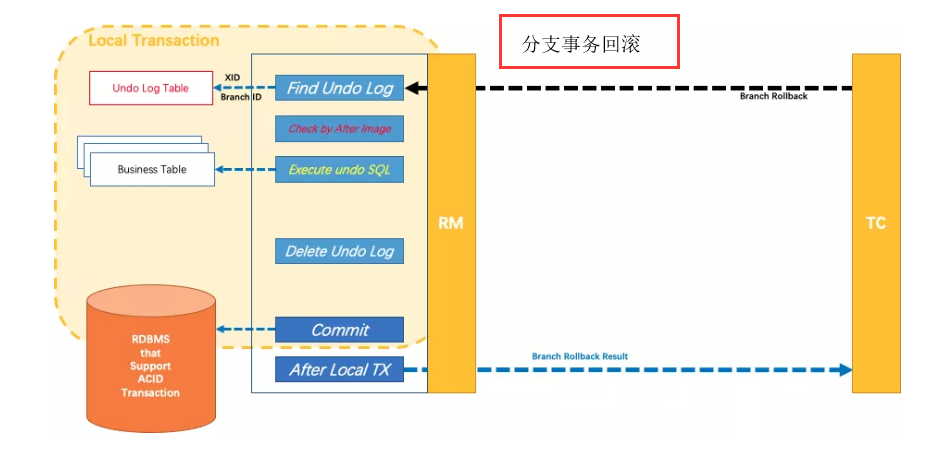 分支事务回滚
Local Transaction
Undo Log Table
XID
Branch ID
Find Undo Log
Branch Rollback
Check by After Image
Business Table
Execute undo SQL
RM
TC
Delete Undo Log
Commit
RDBMS
that
Support
ACID
Transaction
After Local TX
Branch Rollback Result